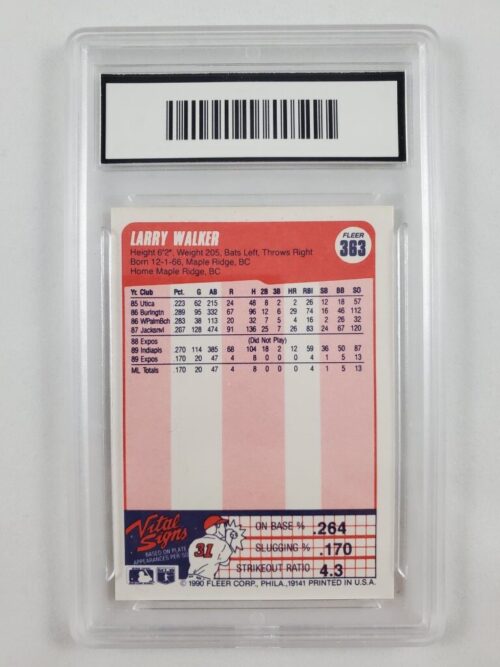 LARRY WALKER
FLEER
363
Height 6'2", Weight 205, Bats Left, Throws Right
Born 12-1-66, Maple Ridge, BC
Home Maple Ridge, BC
Yr. Club Pct. G AB R H 2B 3B HR RBI SB BB SO
85 Utica .223 62 215 24 48 8 2 2 26 12 18 57
86 Burlingtn .289 95 332 67 96 12 6 29 74 16 46 112
86 WPalmBch .283 38 113 20 32 7 5 4 16 2 26 32
87 Jacksnvl .287 128 474 91 136 25 7 26 83 24 67 120
88 Expos (Did Not Play)
89 Indiapls .270 114 385 68 104 18 2 12 59 36 50 87
89 Expos .170 20 47 4 8 0 0 0 4 1 5 13
ML Totals .170 20 47 4 8 0 0 0 4 1 5 13
Vital Signs
BASED ON PLATE
APPEARANCES PER
31
ON BASE % .264
SLUGGING % .170
STRIKEOUT RATIO 4.3
© 1990 FLEER CORP., PHILA., 19141 PRINTED IN U.S.A.